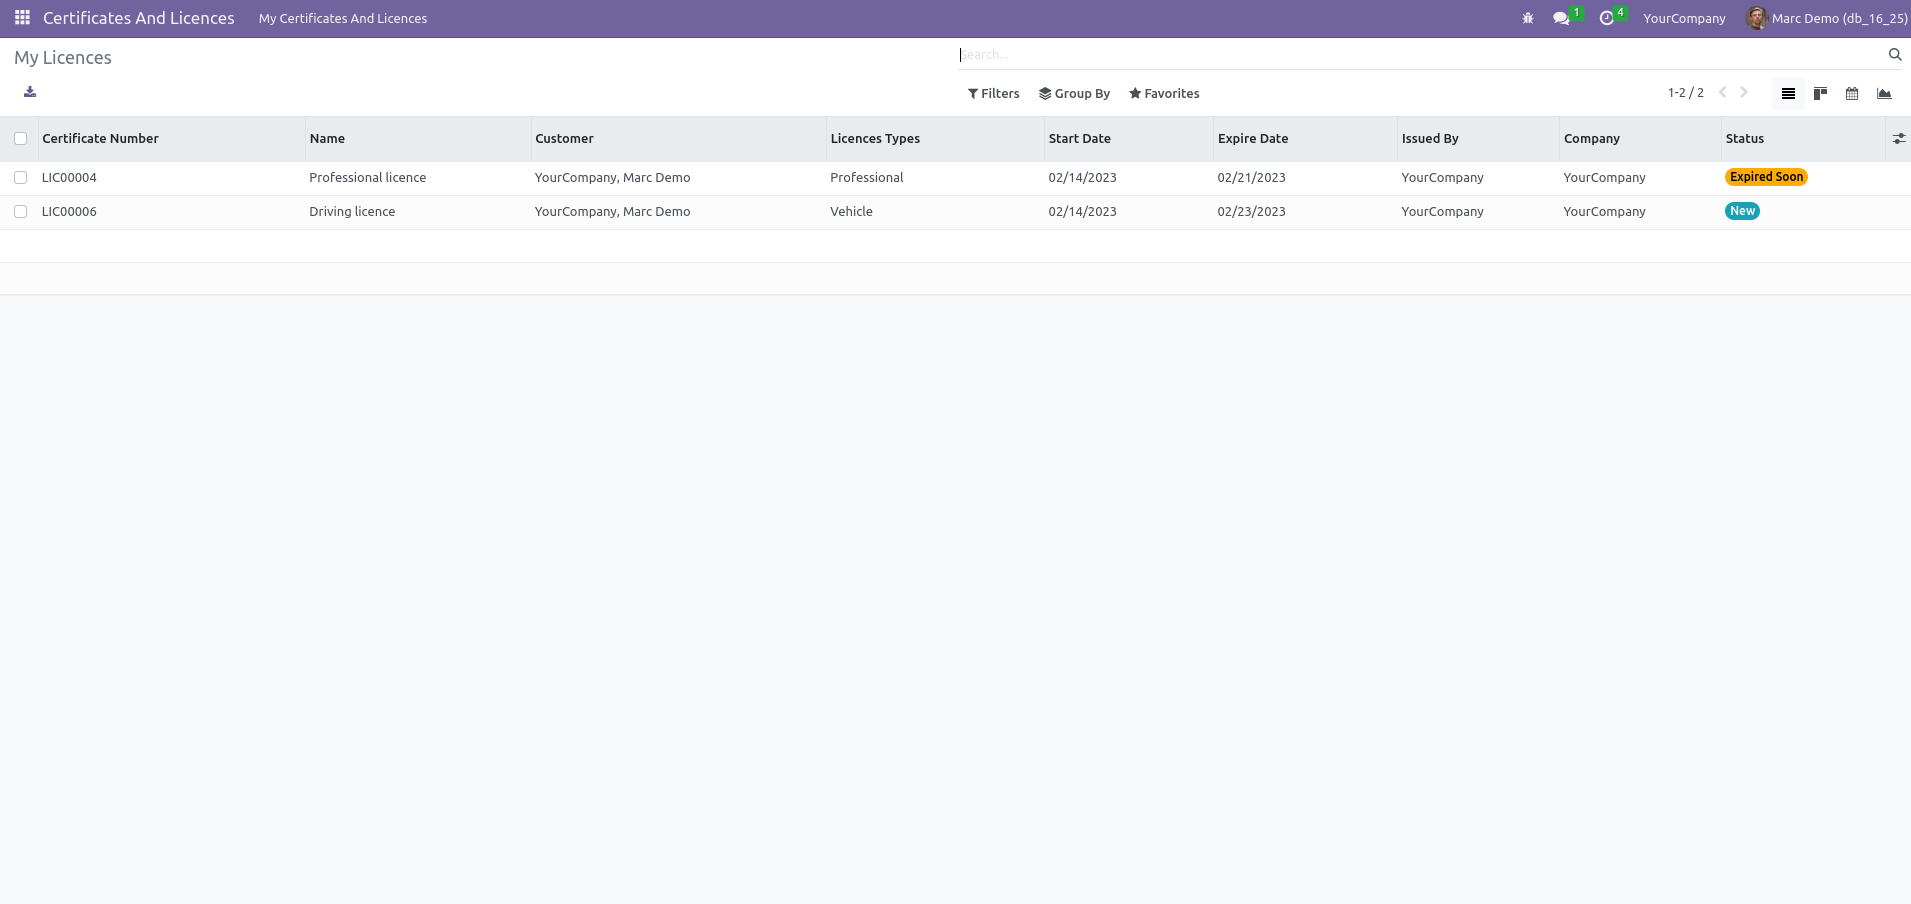 Certificates And Licences My Certificates And Licences 1 4 YourCompany Marc Demo (db_16_25)
My Licences Search...
Filters Group By Favorites 1-2 / 2
Certificate Number Name Customer Licences Types Start Date Expire Date Issued By Company Status
LIC00004 Professional licence YourCompany, Marc Demo Professional 02/14/2023 02/21/2023 YourCompany YourCompany Expired Soon
LIC00006 Driving licence YourCompany, Marc Demo Vehicle 02/14/2023 02/23/2023 YourCompany YourCompany New